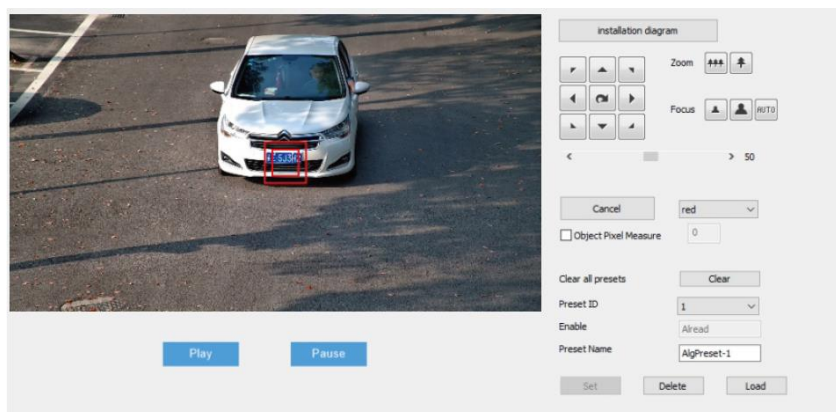 installation diagram
Zoom
Focus
AUTO
50
Cancel
red
Object Pixel Measure
0
Clear all presets
Clear
Preset ID
1
Enable
Alread
Preset Name
AlgPreset-1
Set
Delete
Load
Play
Pause